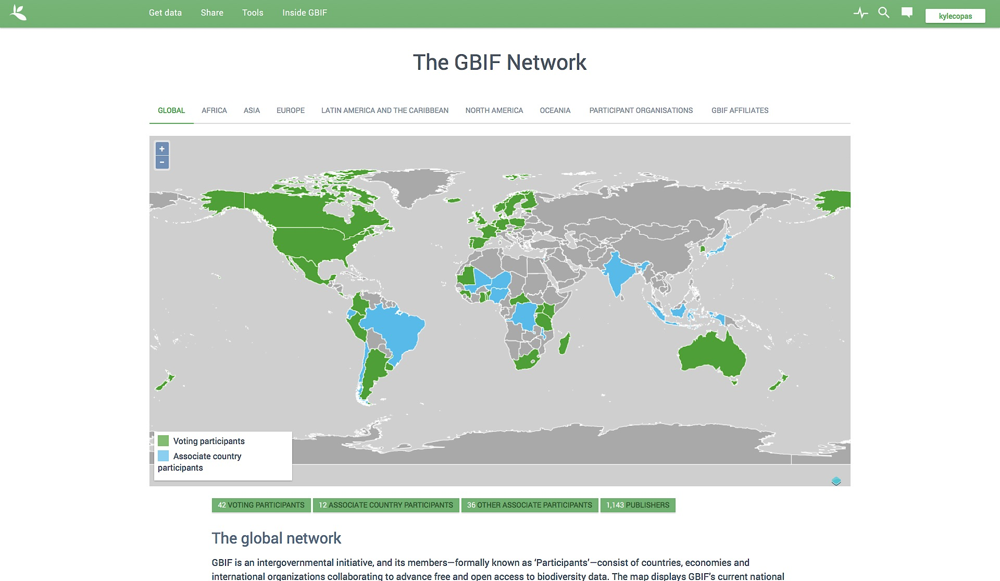 Get data Share Tools Inside GBIF kylecopas
The GBIF Network
GLOBAL AFRICA ASIA EUROPE LATIN AMERICA AND THE CARIBBEAN NORTH AMERICA OCEANIA PARTICIPANT ORGANISATIONS GBIF AFFILIATES
+
−
Voting participants
Associate country
participants
42 VOTING PARTICIPANTS 12 ASSOCIATE COUNTRY PARTICIPANTS 36 OTHER ASSOCIATE PARTICIPANTS 1,143 PUBLISHERS
The global network
GBIF is an intergovernmental initiative, and its members—formally known as ‘Participants’—consist of countries, economies and
international organizations collaborating to advance free and open access to biodiversity data. The map displays GBIF’s current national